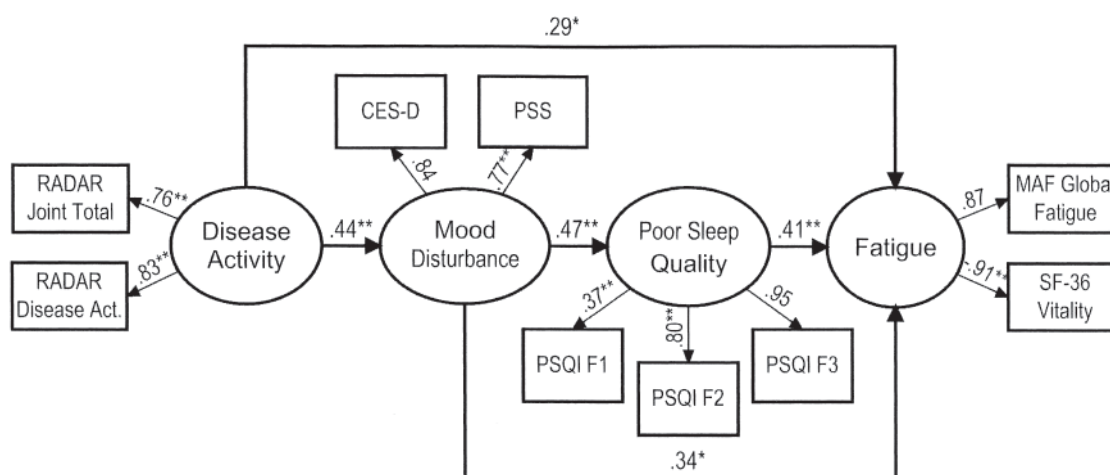 .29*
CES-D
PSS
.84
.77**
RADAR
Joint Total
.76**
RADAR
Disease Act.
.83**
Disease
Activity
.44**
Mood
Disturbance
.47**
Poor Sleep
Quality
.41**
Fatigue
.87
MAF Global
Fatigue
-.91**
SF-36
Vitality
.37**
.80**
.95
PSQI F1
PSQI F2
PSQI F3
.34*